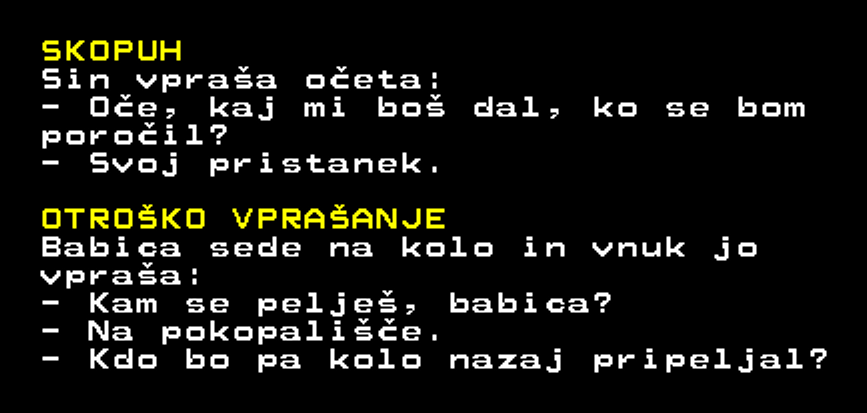 SKOPUH
Sin vpraša očeta:
- Oče, kaj mi boš dal, ko se bom
poročil?
- Svoj pristanek.
OTROŠKO VPRAŠANJE
Babica sede na kolo in vnuk jo
vpraša:
- Kam se pelješ, babica?
- Na pokopališče.
- Kdo bo pa kolo nazaj pripeljal?